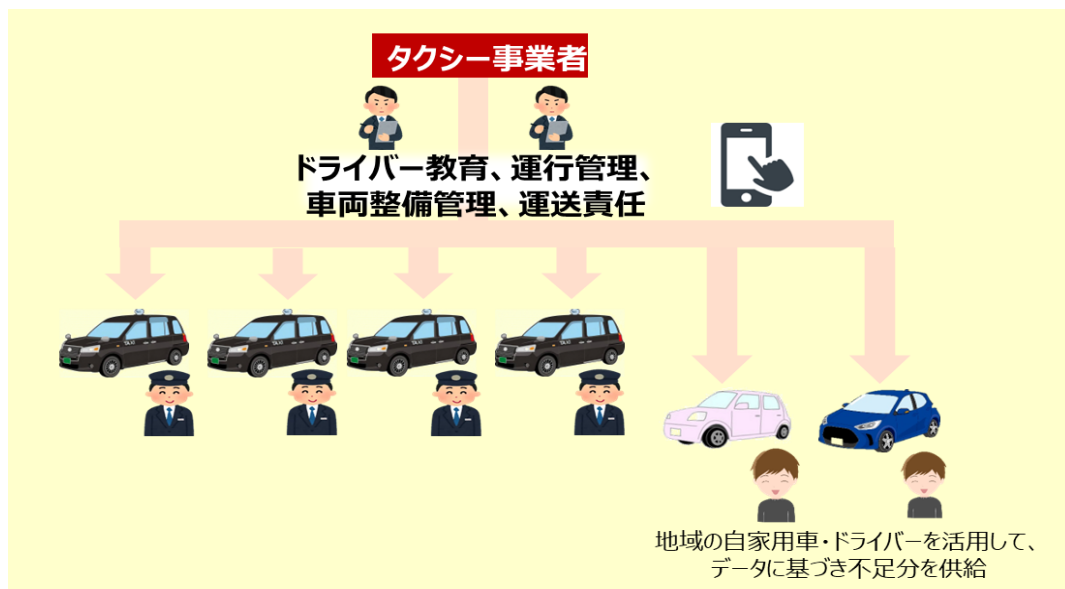 タクシー事業者
ドライバー教育、運行管理、
車両整備管理、運送責任
地域の自家用車・ドライバーを活用して、
データに基づき不足分を供給